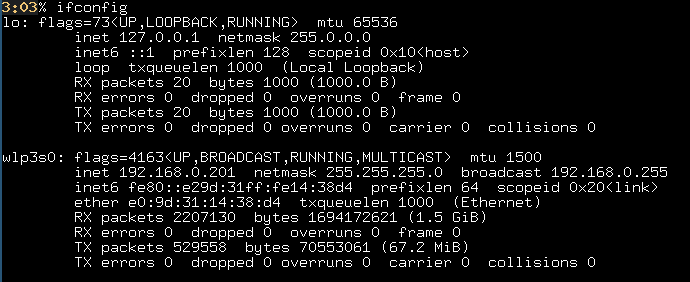 3:03% ifconfig
lo: flags=73<UP,LOOPBACK,RUNNING>  mtu 65536
        inet 127.0.0.1  netmask 255.0.0.0
        inet6 ::1  prefixlen 128  scopeid 0x10<host>
        loop  txqueuelen 1000  (Local Loopback)
        RX packets 20  bytes 1000 (1000.0 B)
        RX errors 0  dropped 0  overruns 0  frame 0
        TX packets 20  bytes 1000 (1000.0 B)
        TX errors 0  dropped 0 overruns 0  carrier 0  collisions 0

wlp3s0: flags=4163<UP,BROADCAST,RUNNING,MULTICAST>  mtu 1500
        inet 192.168.0.201  netmask 255.255.255.0  broadcast 192.168.0.255
        inet6 fe80::e29d:31ff:fe14:38d4  prefixlen 64  scopeid 0x20<link>
        ether e0:9d:31:14:38:d4  txqueuelen 1000  (Ethernet)
        RX packets 2207130  bytes 1694172621 (1.5 GiB)
        RX errors 0  dropped 0  overruns 0  frame 0
        TX packets 529558  bytes 70553061 (67.2 MiB)
        TX errors 0  dropped 0 overruns 0  carrier 0  collisions 0